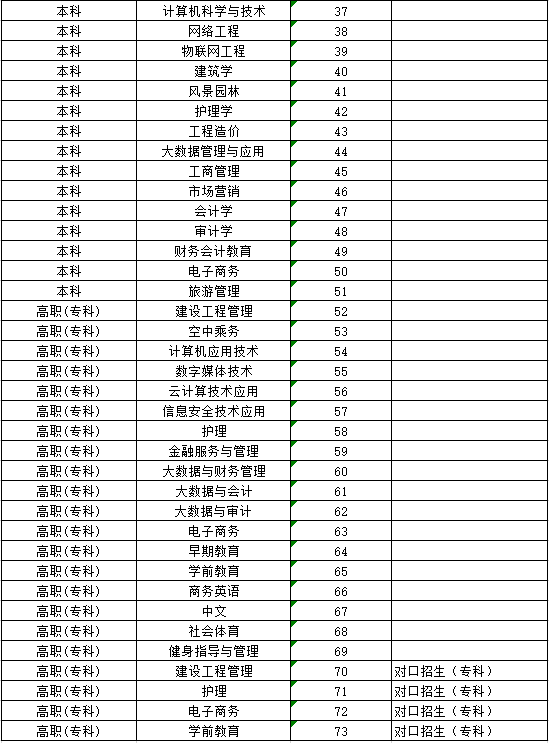 本科 计算机科学与技术 37
本科 网络工程 38
本科 物联网工程 39
本科 建筑学 40
本科 风景园林 41
本科 护理学 42
本科 工程造价 43
本科 大数据管理与应用 44
本科 工商管理 45
本科 市场营销 46
本科 会计学 47
本科 审计学 48
本科 财务会计教育 49
本科 电子商务 50
本科 旅游管理 51
高职(专科) 建设工程管理 52
高职(专科) 空中乘务 53
高职(专科) 计算机应用技术 54
高职(专科) 数字媒体技术 55
高职(专科) 云计算技术应用 56
高职(专科) 信息安全技术应用 57
高职(专科) 护理 58
高职(专科) 金融服务与管理 59
高职(专科) 大数据与财务管理 60
高职(专科) 大数据与会计 61
高职(专科) 大数据与审计 62
高职(专科) 电子商务 63
高职(专科) 早期教育 64
高职(专科) 学前教育 65
高职(专科) 商务英语 66
高职(专科) 中文 67
高职(专科) 社会体育 68
高职(专科) 健身指导与管理 69
高职(专科) 建设工程管理 70 对口招生（专科）
高职(专科) 护理 71 对口招生（专科）
高职(专科) 电子商务 72 对口招生（专科）
高职(专科) 学前教育 73 对口招生（专科）